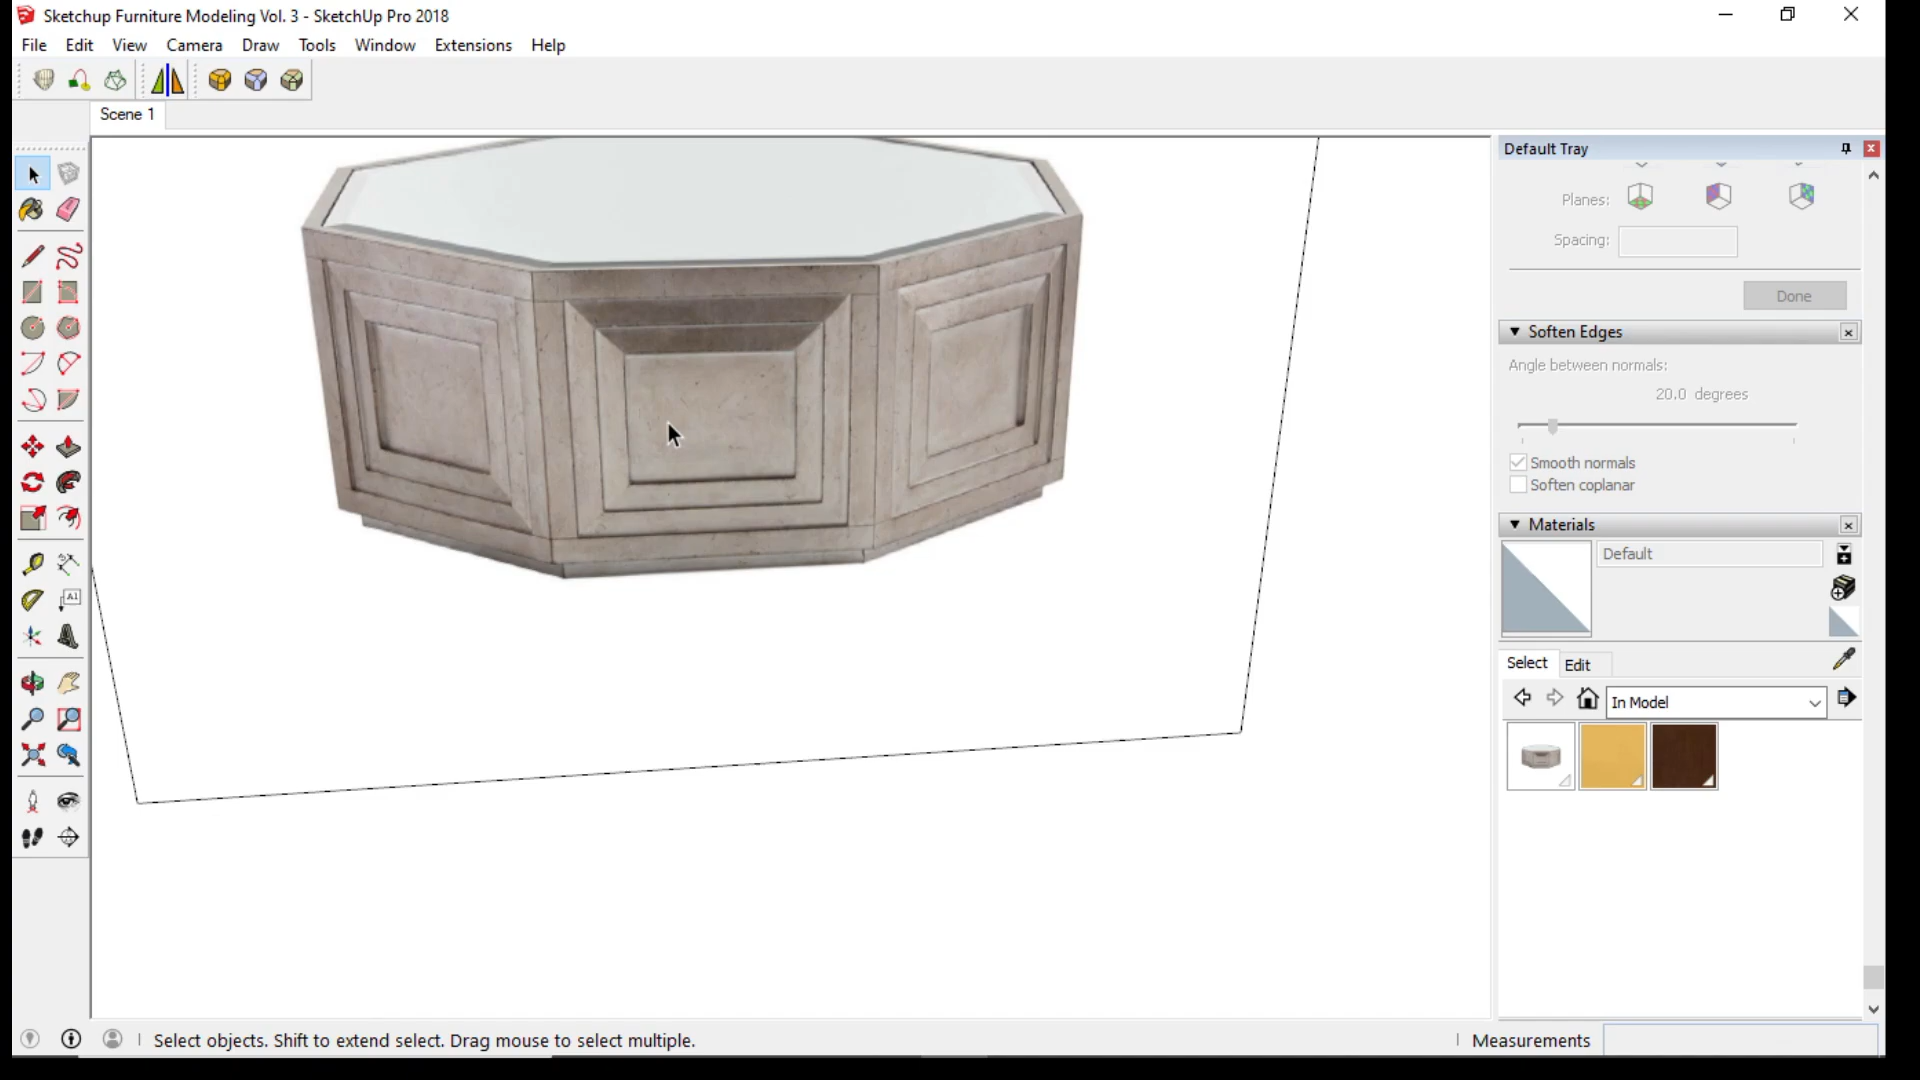 Sketchup Furniture Modeling Vol. 3 - SketchUp Pro 2018
File Edit View Camera Draw Tools Window Extensions Help
Scene 1
Default Tray
Planes:
Spacing:
Done
Soften Edges
Angle between normals:
20.0 degrees
Smooth normals
Soften coplanar
Materials
Default
A1
Select Edit
In Model
Select objects. Shift to extend select. Drag mouse to select multiple.
Measurements